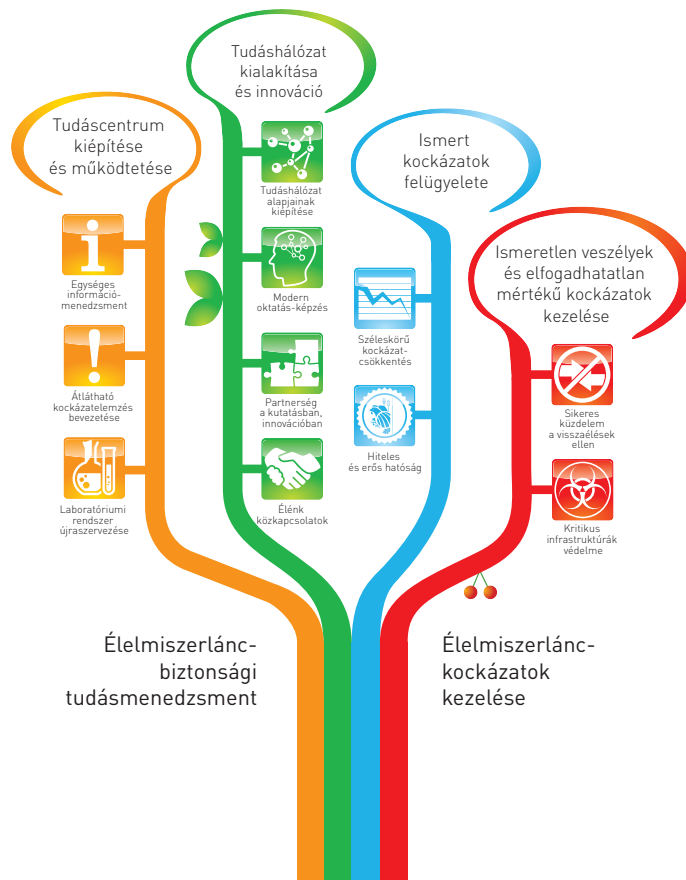 Tudáshálózat
kialakítása
és innováció
Tudáscentrum
kiépítése
és működtetése
Ismert
kockázatok
felügyelete
Ismeretlen veszélyek
és elfogadhatatlan
mértékű kockázatok
kezelése
Egységes
információ-
menedzsment
Átlátható
kockázatelemzés
bevezetése
Laboratóriumi
rendszer
újraszervezése
Tudáshálózat
alapjainak
kiépítése
Modern
oktatás-képzés
Partnerség
a kutatásban,
innovációban
Élénk
közkapcsolatok
Széleskörű
kockázat-
csökkentés
Hiteles
és erős hatóság
Sikeres
küzdelem
a visszaélések
ellen
Kritikus
infrastruktúrák
védelme
Élelmiszerlánc-
biztonsági
tudásmenedzsment
Élelmiszerlánc-
kockázatok
kezelése